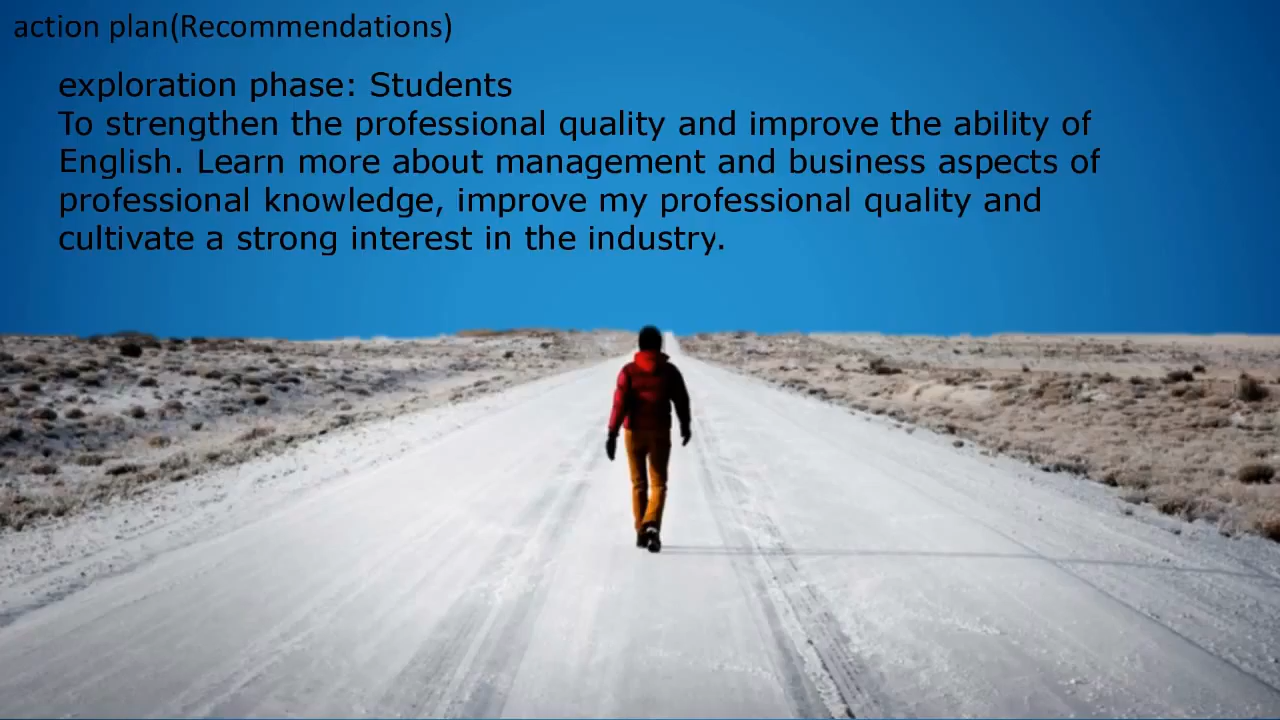 action plan(Recommendations)
exploration phase: Students
To strengthen the professional quality and improve the ability of
English. Learn more about management and business aspects of
professional knowledge, improve my professional quality and
cultivate a strong interest in the industry.